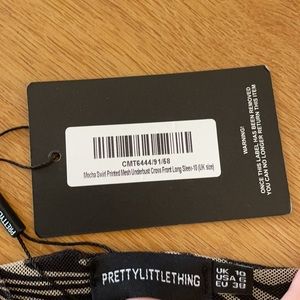 CMT6444/91/68
Mocha Swirl Printed Mesh Underbust Cross Front Long Sleev-10 (UK size)
WARNING!
ONCE THIS LABEL HAS BEEN REMOVED
YOU CAN NO LONGER RETURN THIS ITEM
PRETTYLITTLETHING
UK 10
USA 6
EU 38